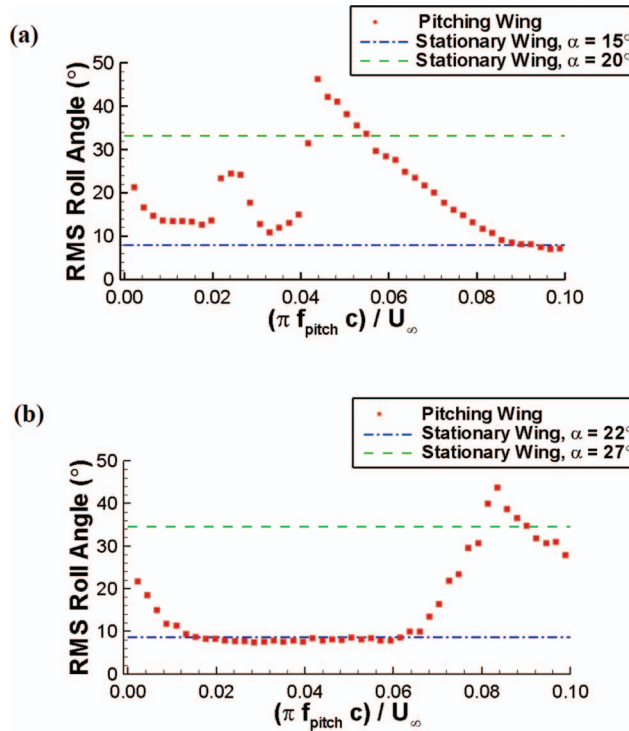 (a)
Pitching Wing
Stationary Wing, α = 15°
Stationary Wing, α = 20°
RMS Roll Angle (°)
50
40
30
20
10
0
0.00 0.02 0.04 0.06 0.08 0.10
(π f_pitch c) / U_∞
(b)
Pitching Wing
Stationary Wing, α = 22°
Stationary Wing, α = 27°
RMS Roll Angle (°)
50
40
30
20
10
0
0.00 0.02 0.04 0.06 0.08 0.10
(π f_pitch c) / U_∞